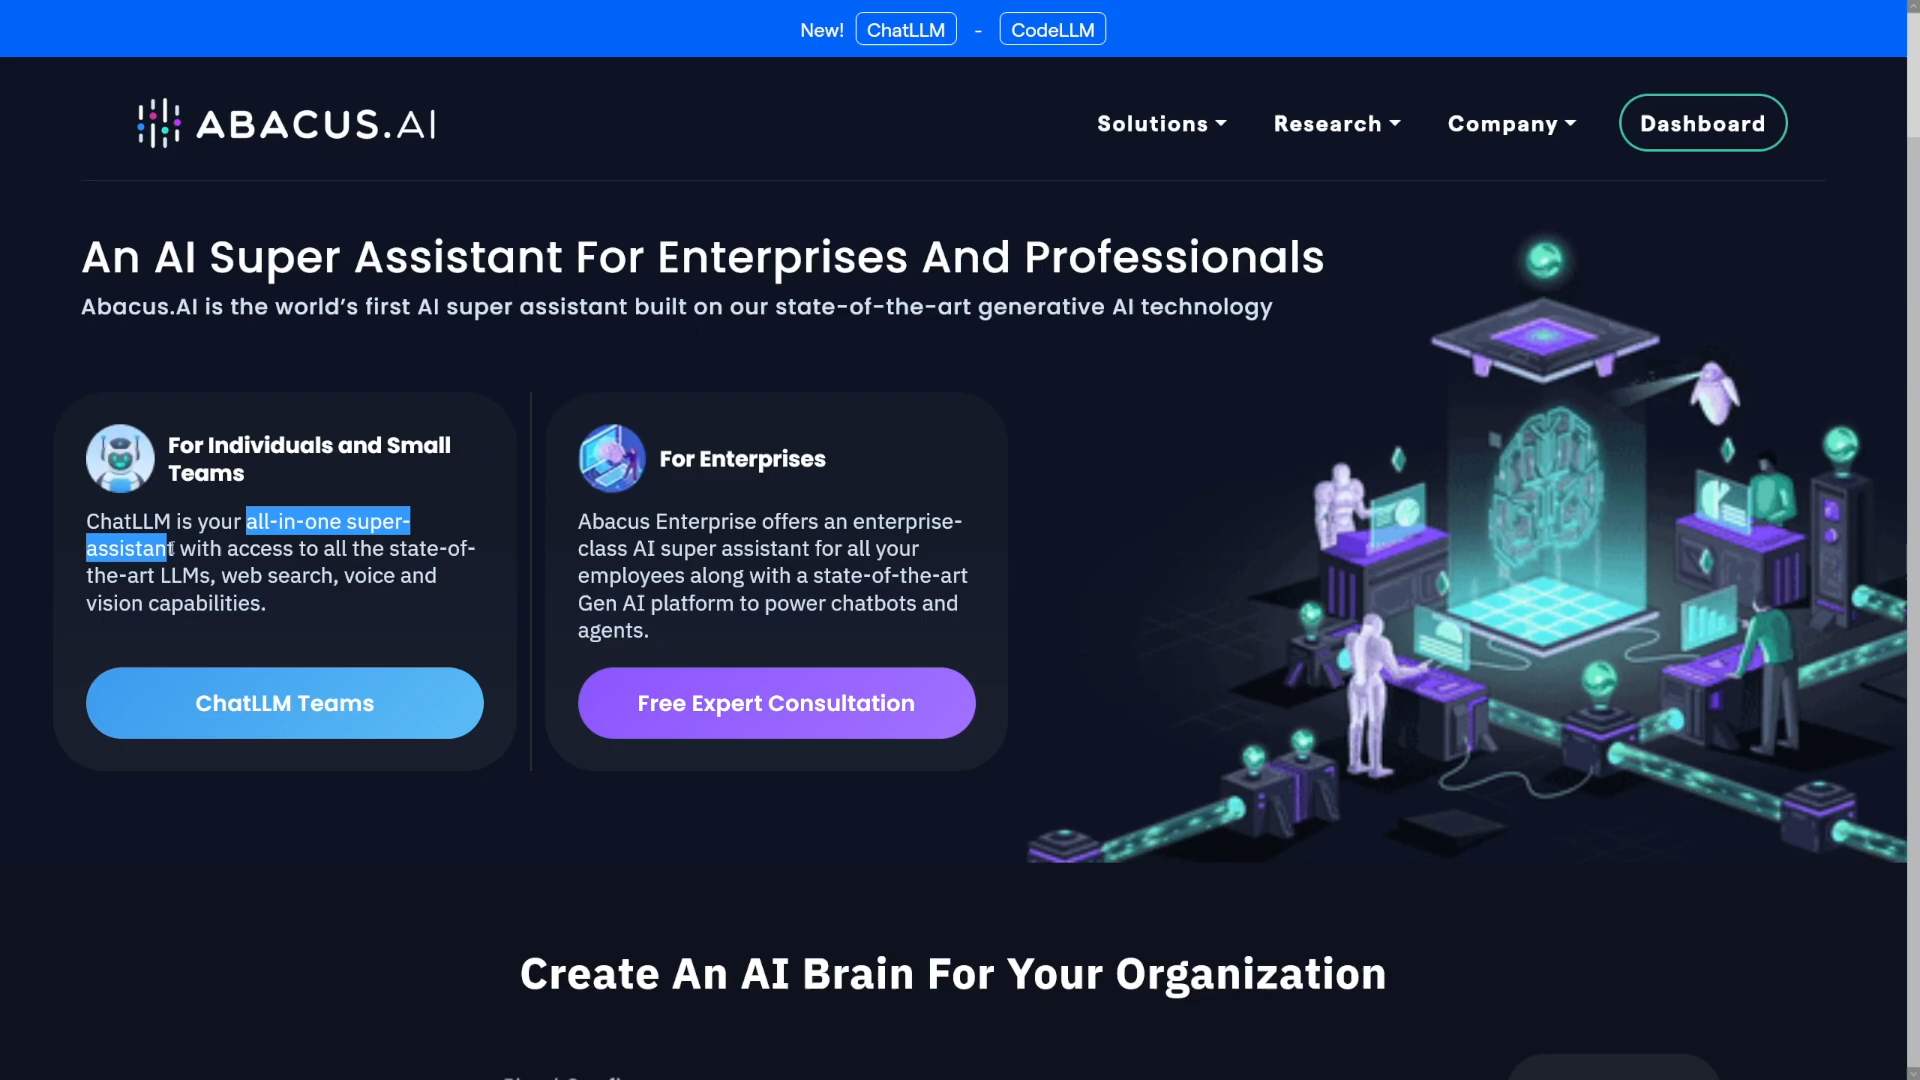 New! ChatLLM - CodeLLM
ABACUS.AI
Solutions Research Company Dashboard
An AI Super Assistant For Enterprises And Professionals
Abacus.AI is the world’s first AI super assistant built on our state-of-the-art generative AI technology
For Individuals and Small
Teams
ChatLLM is your all-in-one super-
assistant with access to all the state-of-
the-art LLMs, web search, voice and
vision capabilities.
ChatLLM Teams
For Enterprises
Abacus Enterprise offers an enterprise-
class AI super assistant for all your
employees along with a state-of-the-art
Gen AI platform to power chatbots and
agents.
Free Expert Consultation
Create An AI Brain For Your Organization